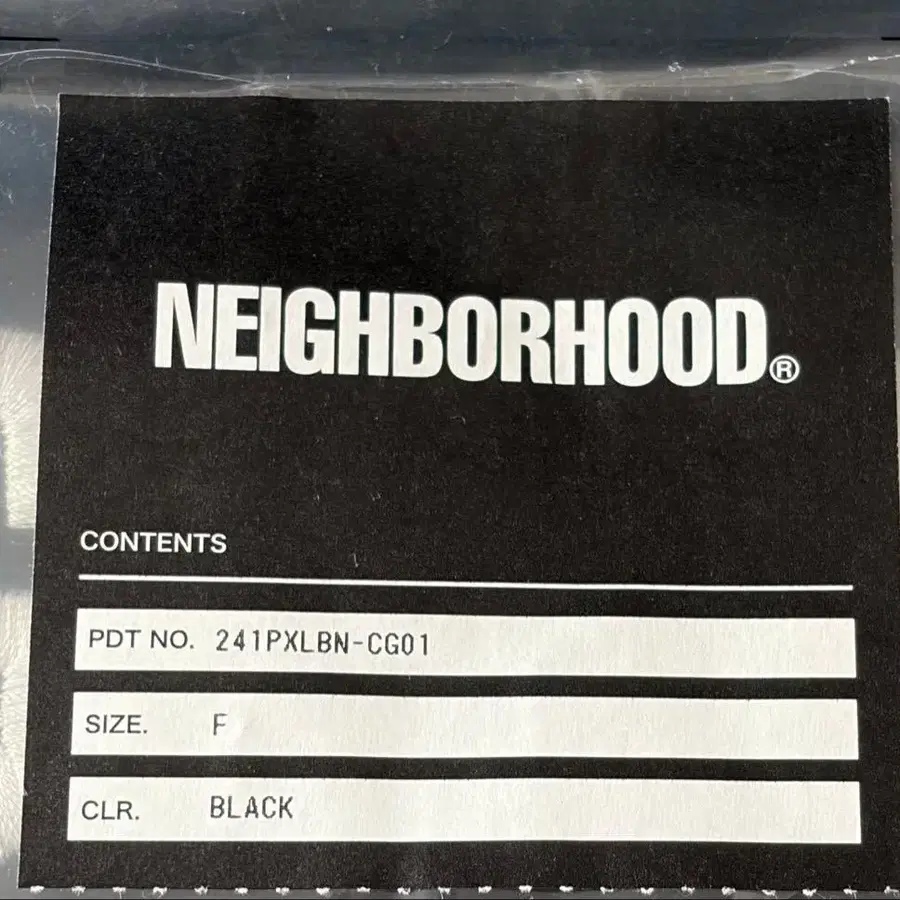 NEIGHBORHOOD®
CONTENTS
PDT NO. 241PXLBN-CG01
SIZE. F
CLR. BLACK